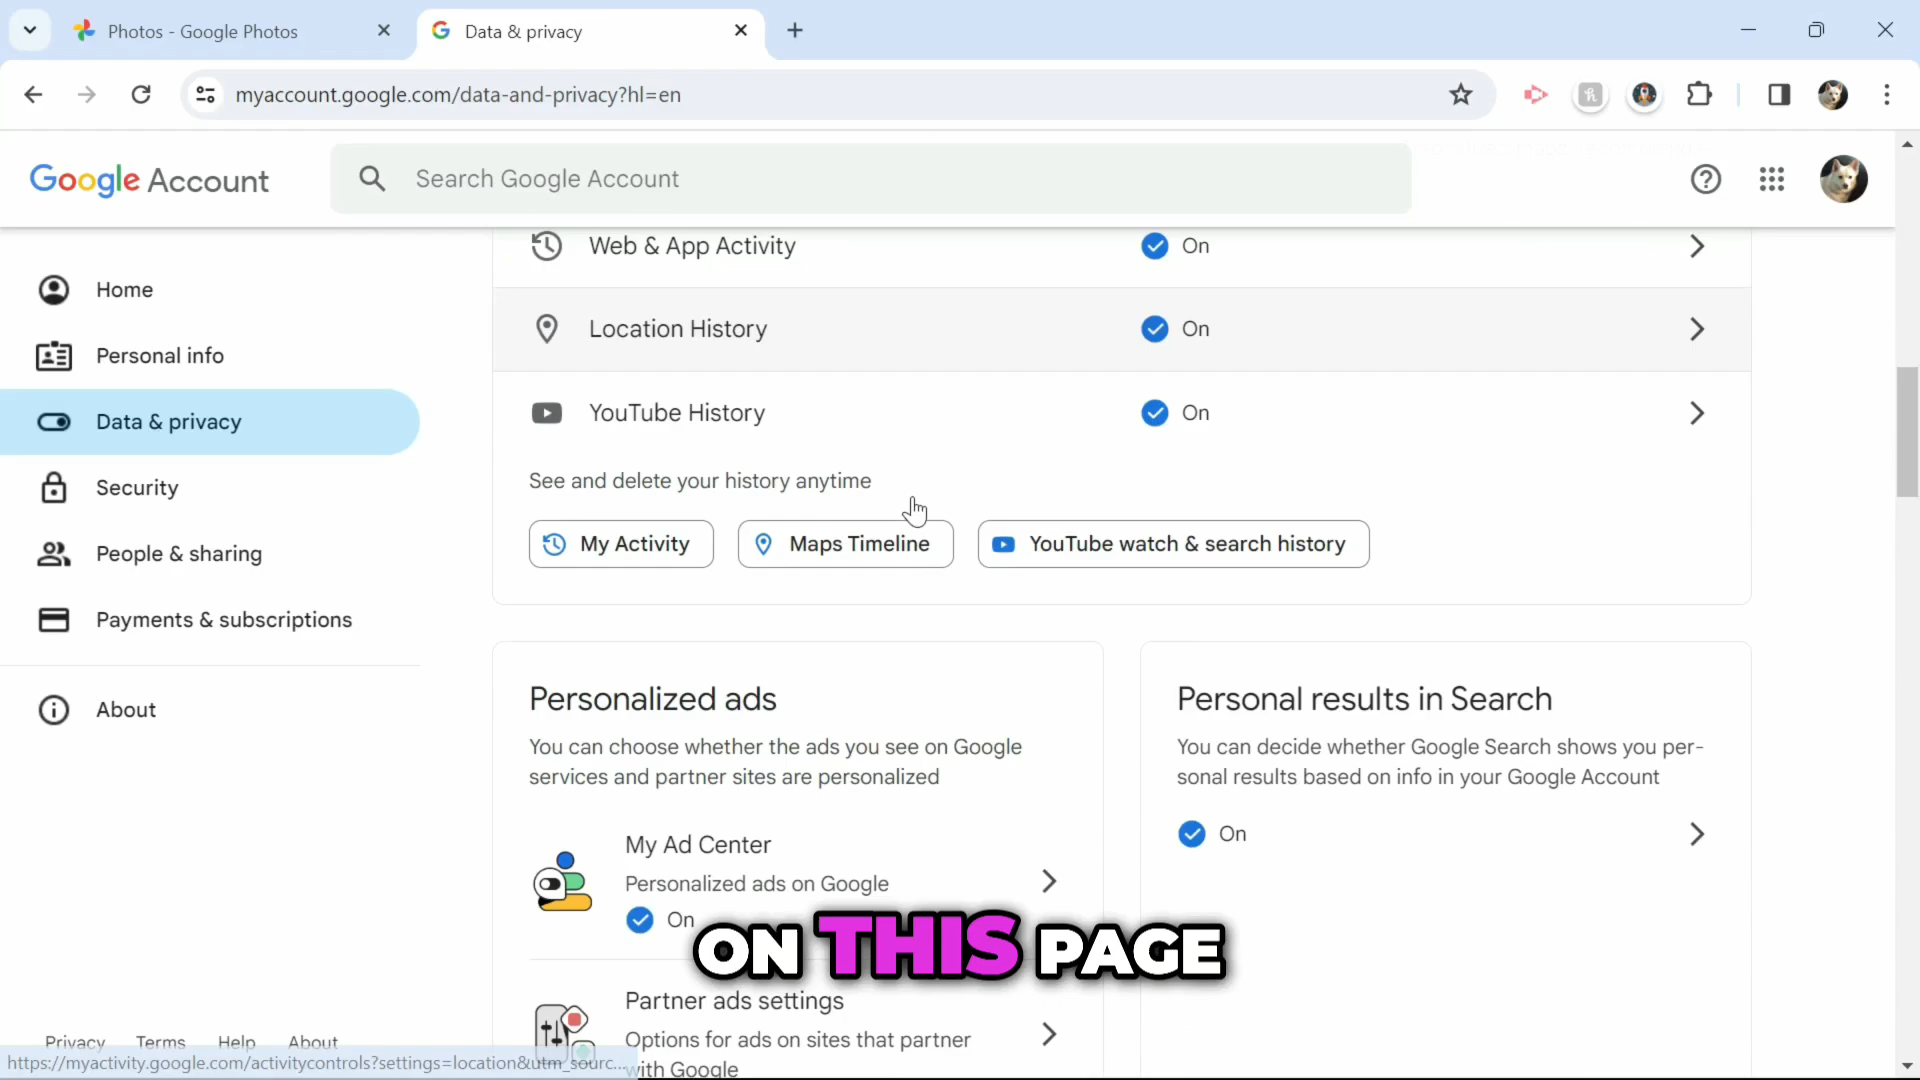 Photos - Google Photos
Data & privacy
myaccount.google.com/data-and-privacy?hl=en
Google Account
Search Google Account
Home
Personal info
Data & privacy
Security
People & sharing
Payments & subscriptions
About
Privacy Terms Help About
https://myactivity.google.com/activitycontrols?settings=location&utm_sourc...
Web & App Activity On
Location History On
YouTube History On
See and delete your history anytime
My Activity Maps Timeline YouTube watch & search history
Personalized ads
You can choose whether the ads you see on Google
services and partner sites are personalized
My Ad Center
Personalized ads on Google
On
Partner ads settings
Options for ads on sites that partner
with Google
Personal results in Search
You can decide whether Google Search shows you per-
sonal results based on info in your Google Account
On
ON THIS PAGE